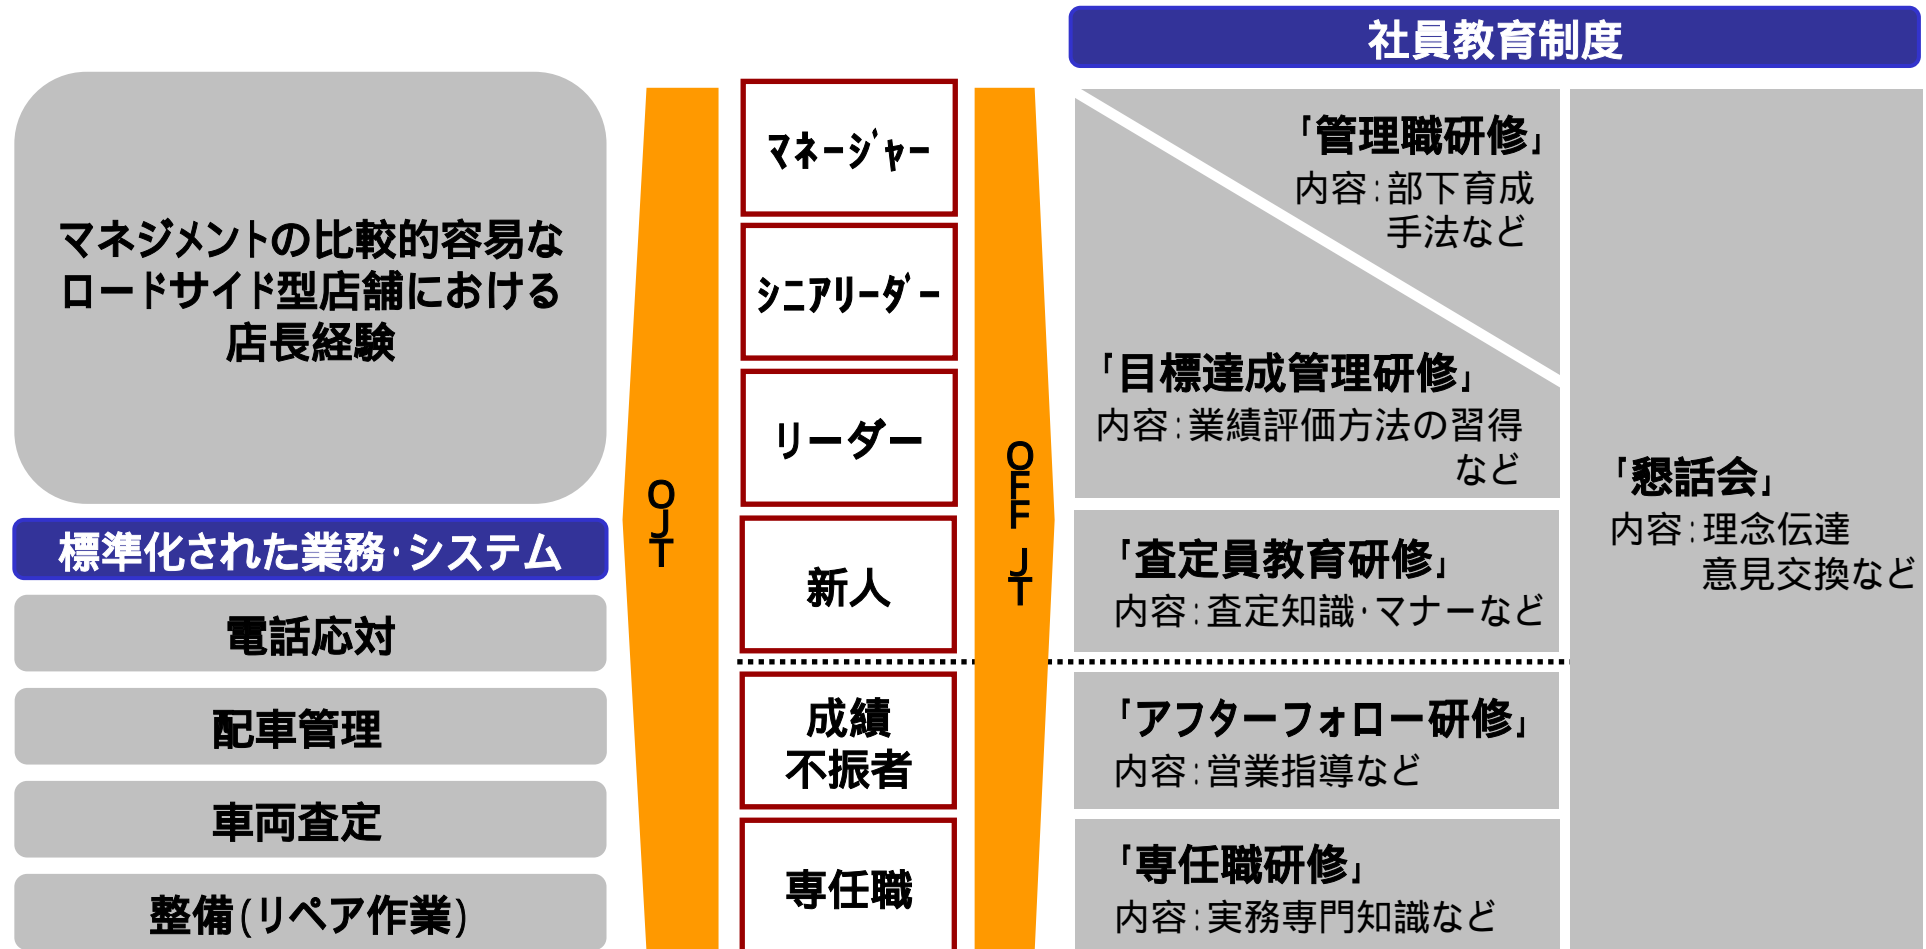 社員教育制度
マネジメントの比較的容易な
ロードサイド型店舗における
店長経験
標準化された業務・システム
電話応対
配車管理
車両査定
整備(リペア作業)
OJT
ﾏﾈｰｼﾞｬｰ
ｼﾆｱﾘｰﾀﾞｰ
リーダー
新人
成績
不振者
専任職
OFF JT
「管理職研修」
内容：部下育成
手法など
「目標達成管理研修」
内容：業績評価方法の習得
など
「査定員教育研修」
内容：査定知識・マナーなど
「アフターフォロー研修」
内容：営業指導など
「専任職研修」
内容：実務専門知識など
「懇話会」
内容：理念伝達
意見交換など